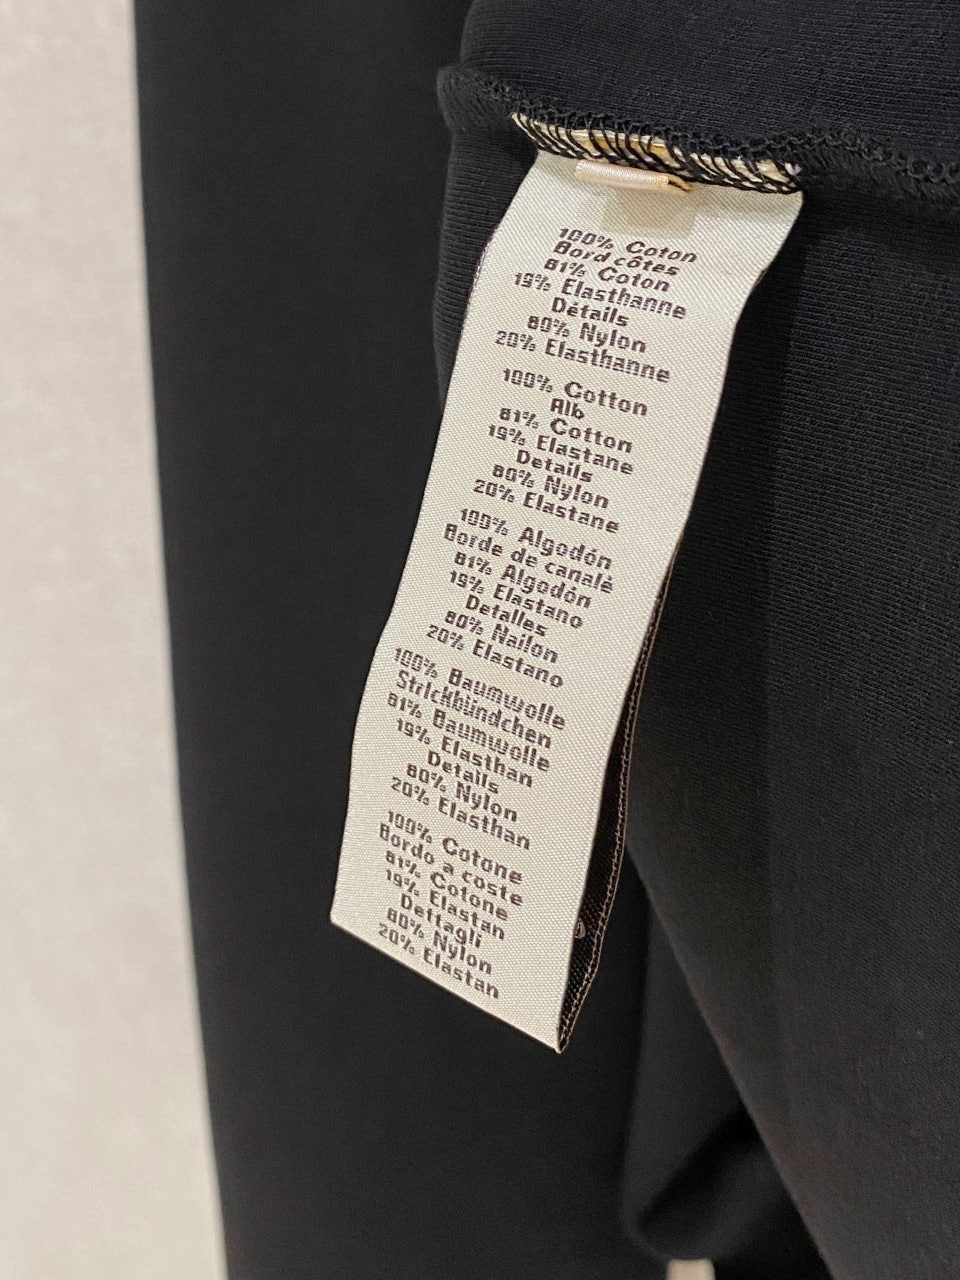 100% Coton
Bord côtes
81% Coton
19% Elasthanne
Détails
80% Nylon
20% Elasthanne
100% Cotton
Rib
81% Cotton
19% Elastane
Details
80% Nylon
20% Elastane
100% Algodón
Borde de canalè
81% Algodón
19% Elastano
Detalles
80% Nailon
20% Elastano
100% Baumwolle
Strickbündchen
81% Baumwolle
19% Elasthan
Details
80% Nylon
20% Elasthan
100% Cotone
Bordo a coste
81% Cotone
19% Elastan
Dettagli
80% Nylon
20% Elastan